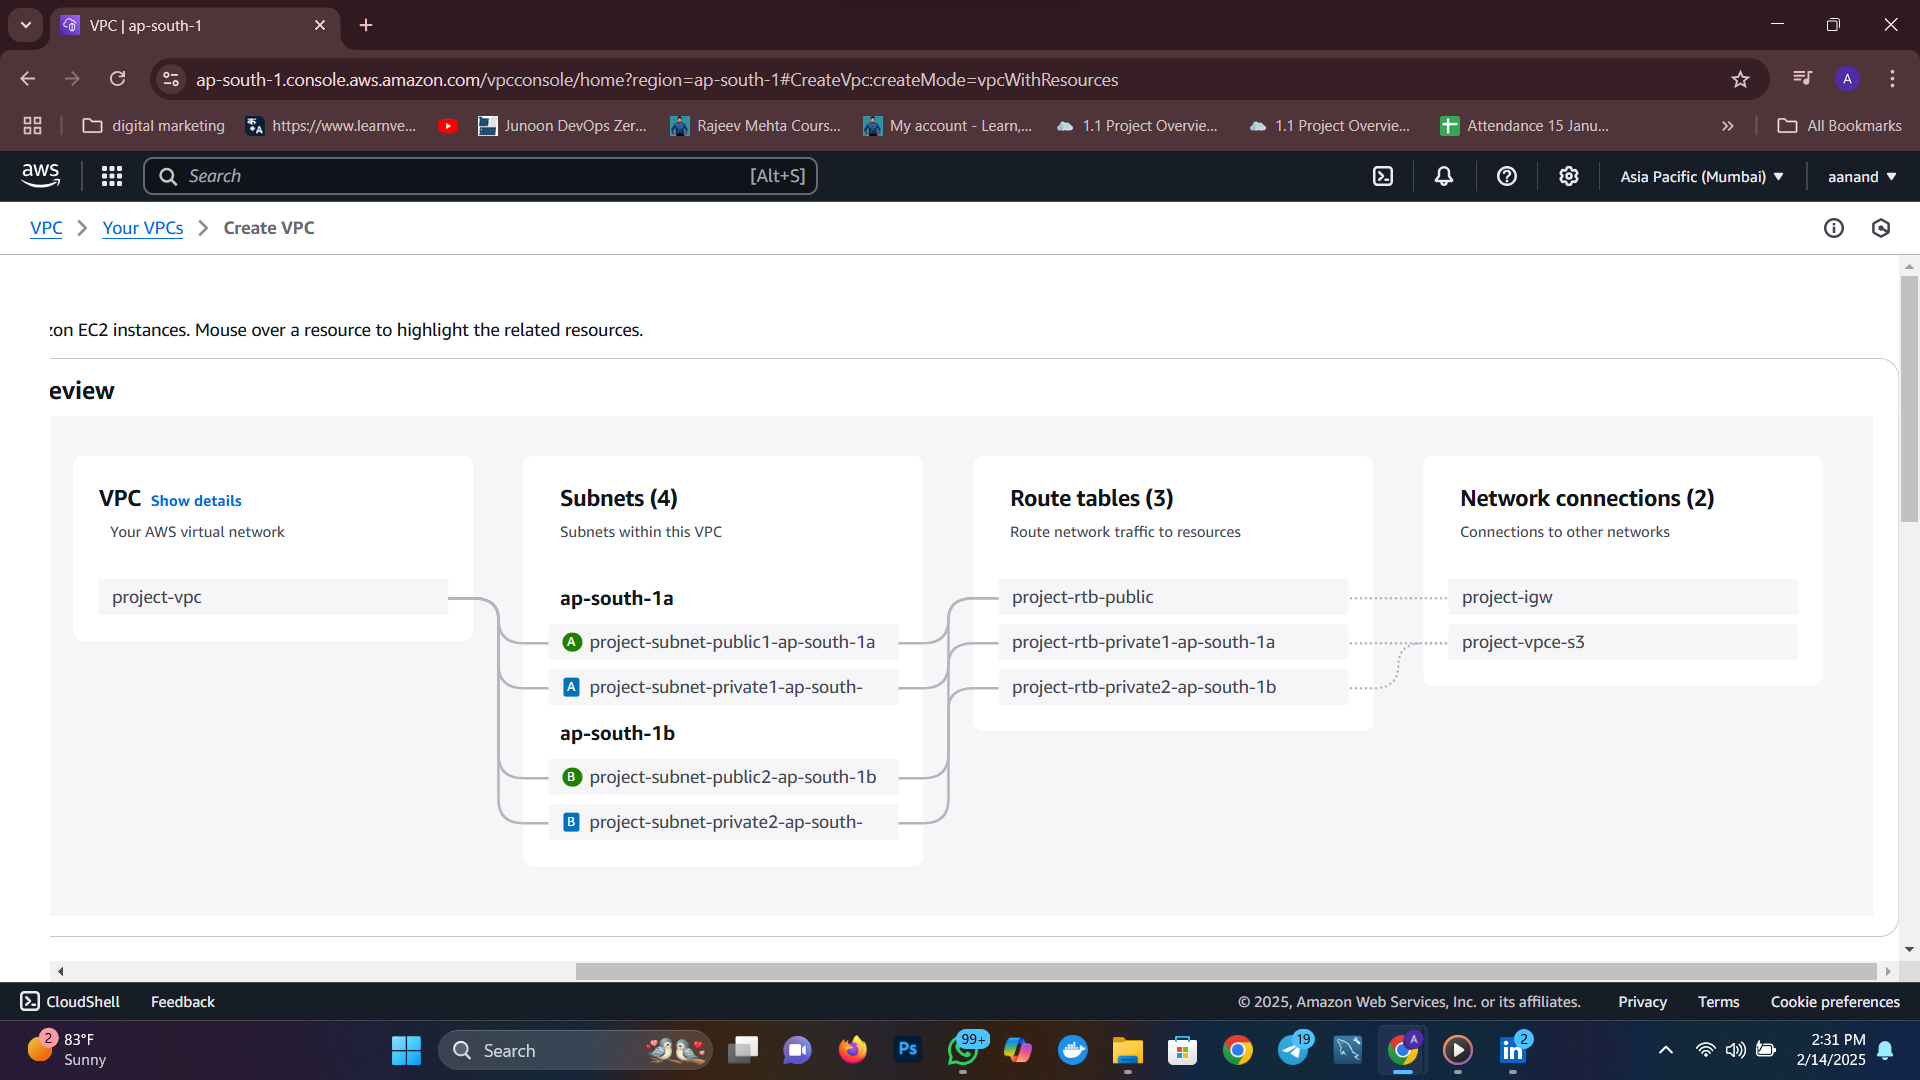 VPC | ap-south-1
ap-south-1.console.aws.amazon.com/vpcconsole/home?region=ap-south-1#CreateVpc:createMode=vpcWithResources
A
digital marketing
https://www.learnve...
Junoon DevOps Zer...
Rajeev Mehta Cours...
My account - Learn,...
1.1 Project Overvie...
1.1 Project Overvie...
Attendance 15 Janu...
All Bookmarks
aws
Search
[Alt+S]
Asia Pacific (Mumbai)
aanand
VPC
Your VPCs
Create VPC
zon EC2 instances. Mouse over a resource to highlight the related resources.
eview
VPC Show details
Your AWS virtual network
project-vpc
Subnets (4)
Subnets within this VPC
ap-south-1a
A project-subnet-public1-ap-south-1a
A project-subnet-private1-ap-south-
ap-south-1b
B project-subnet-public2-ap-south-1b
B project-subnet-private2-ap-south-
Route tables (3)
Route network traffic to resources
project-rtb-public
project-rtb-private1-ap-south-1a
project-rtb-private2-ap-south-1b
Network connections (2)
Connections to other networks
project-igw
project-vpce-s3
CloudShell
Feedback
© 2025, Amazon Web Services, Inc. or its affiliates.
Privacy
Terms
Cookie preferences
2
83°F
Sunny
Search
Ps
99+
19
A
in
2
2:31 PM
2/14/2025